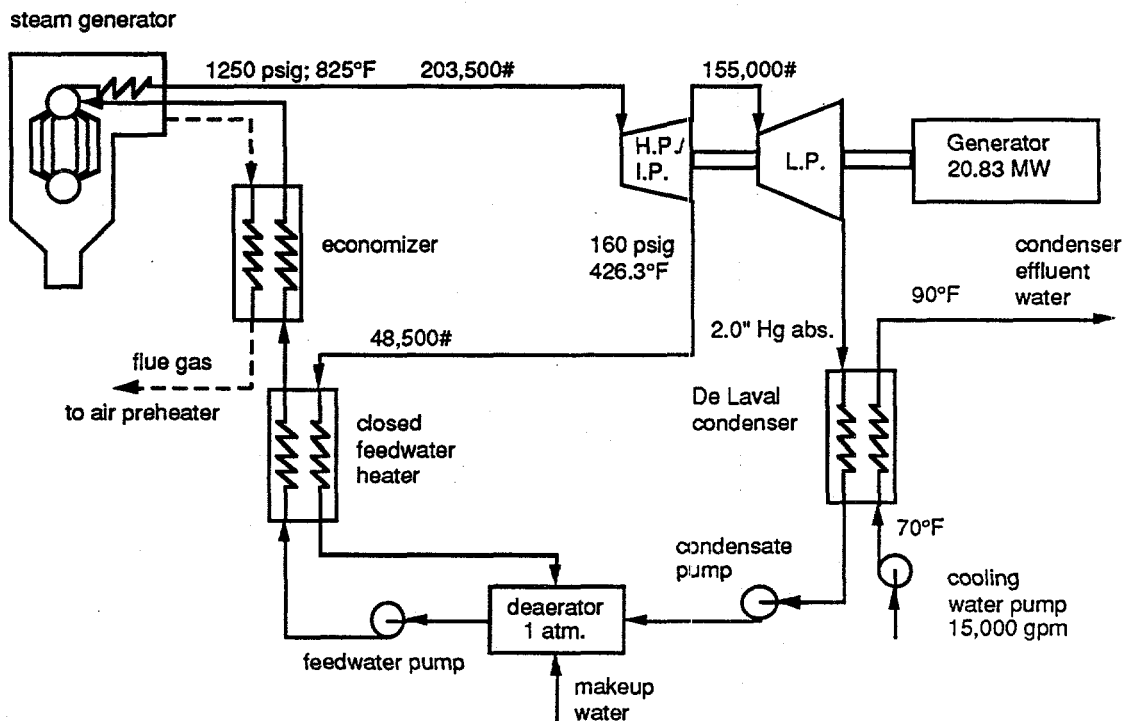 steam generator
1250 psig; 825°F
203,500#
155,000#
H.P./
I.P.
L.P.
Generator
20.83 MW
economizer
160 psig
426.3°F
condenser
effluent
water
90°F
2.0" Hg abs.
48,500#
flue gas
to air preheater
De Laval
condenser
closed
feedwater
heater
70°F
condensate
pump
cooling
water pump
15,000 gpm
deaerator
1 atm.
feedwater pump
makeup
water